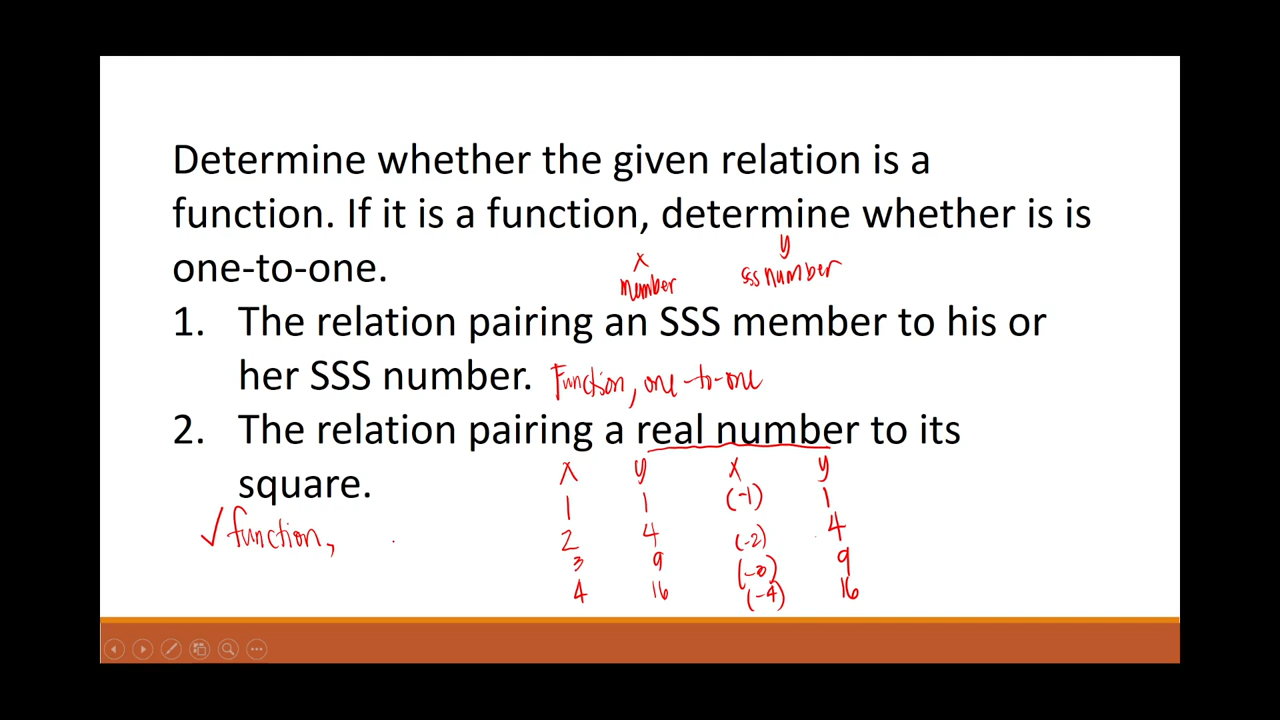 Determine whether the given relation is a
function. If it is a function, determine whether is is
one-to-one.
x y
member SSS number
1. The relation pairing an SSS member to his or
her SSS number. Function, one-to-one
2. The relation pairing a real number to its
square.
x y x y
1 1 (-1) 1
2 4 (-2) 4
3 9 9
4 16 (-4) 16
✓function,